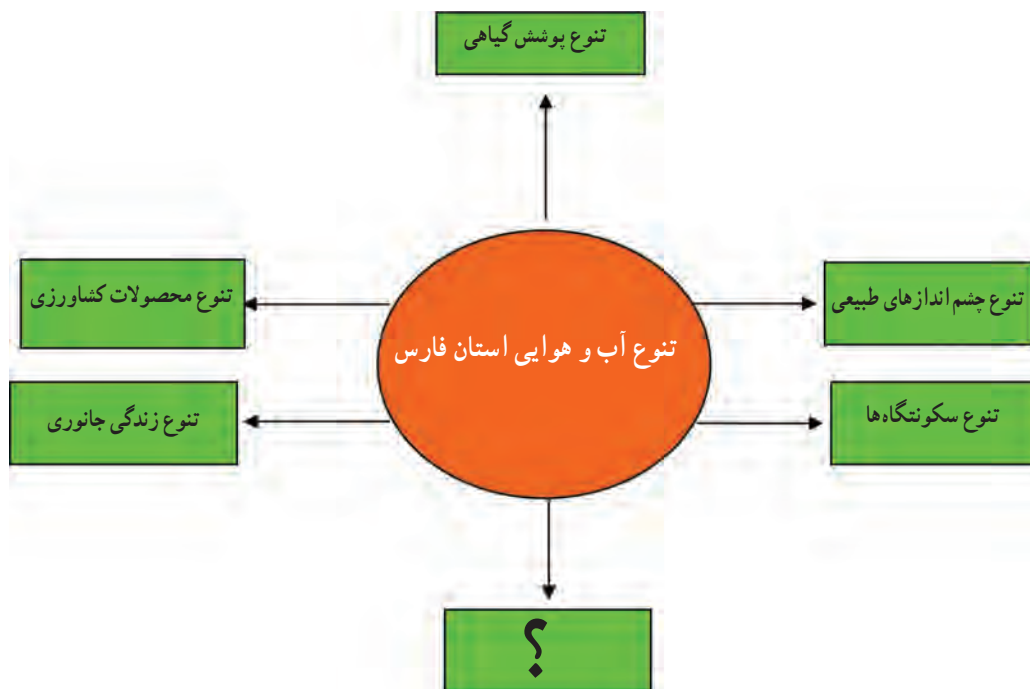 تنوع پوشش گیاهی
تنوع چشم اندازهای طبیعی
تنوع محصولات کشاورزی
تنوع آب و هوایی استان فارس
تنوع سکونتگاه‌ها
تنوع زندگی جانوری
؟